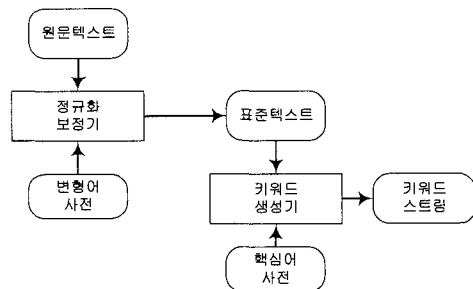 원문텍스트
정규화
보정기
표준텍스트
변형어
사전
키워드
생성기
키워드
스트링
핵심어
사전